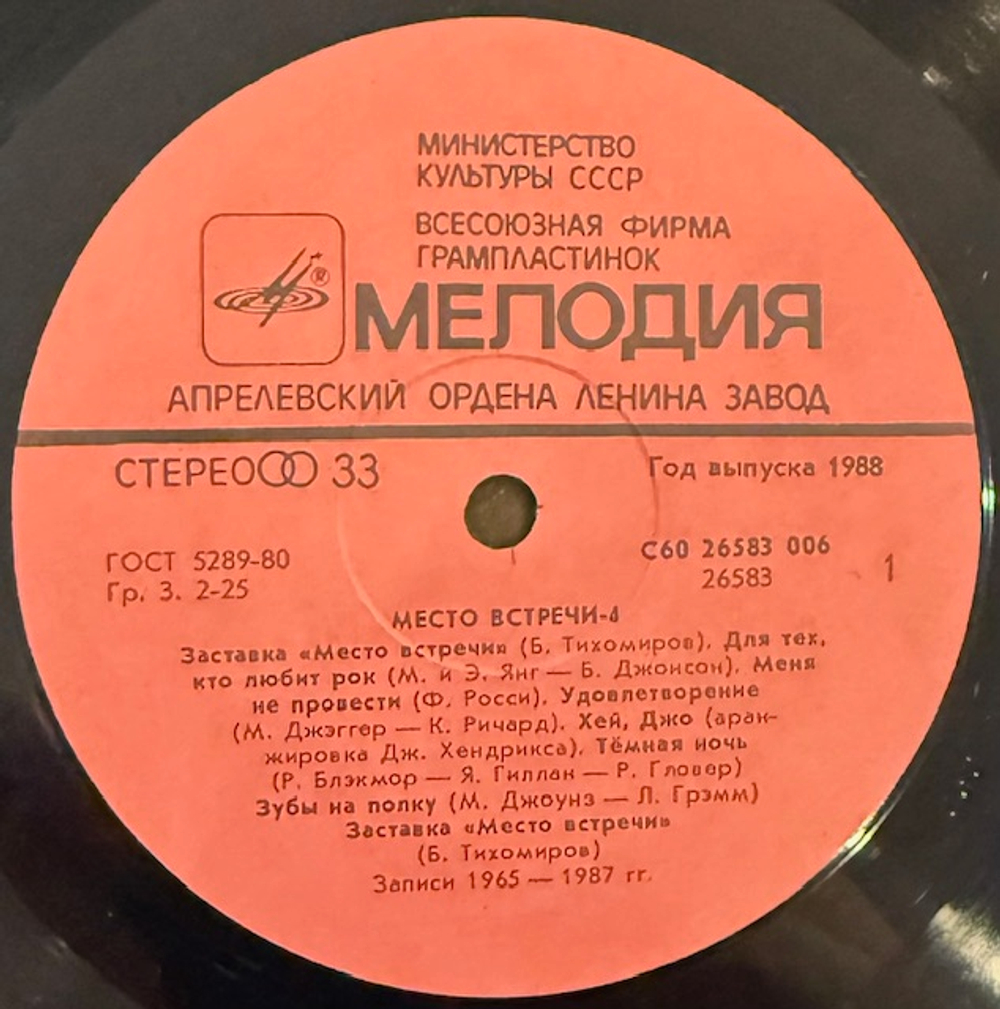 МИНИСТЕРСТВО
КУЛЬТУРЫ СССР
ВСЕСОЮЗНАЯ ФИРМА
ГРАМПЛАСТИНОК
®
МЕЛОДИЯ
АПРЕЛЕВСКИЙ ОРДЕНА ЛЕНИНА ЗАВОД
СТЕРЕО 33
Год выпуска 1988
ГОСТ 5289-80
Гр. 3. 2-25
С60 26583 006
26583
1
МЕСТО ВСТРЕЧИ-4
Заставка «Место встречи» (Б. Тихомиров). Для тех,
кто любит рок (М. и Э. Янг — Б. Джонсон). Меня
не провести (Ф. Росси). Удовлетворение
(М. Джэггер — К. Ричард). Хей, Джо (аран-
жировка Дж. Хендрикса). Тёмная ночь
(Р. Блэкмор — Я. Гиллан — Р. Гловер)
Зубы на полку (М. Джоунз — Л. Грэмм)
Заставка «Место встречи»
(Б. Тихомиров)
Записи 1965 — 1987 гг.